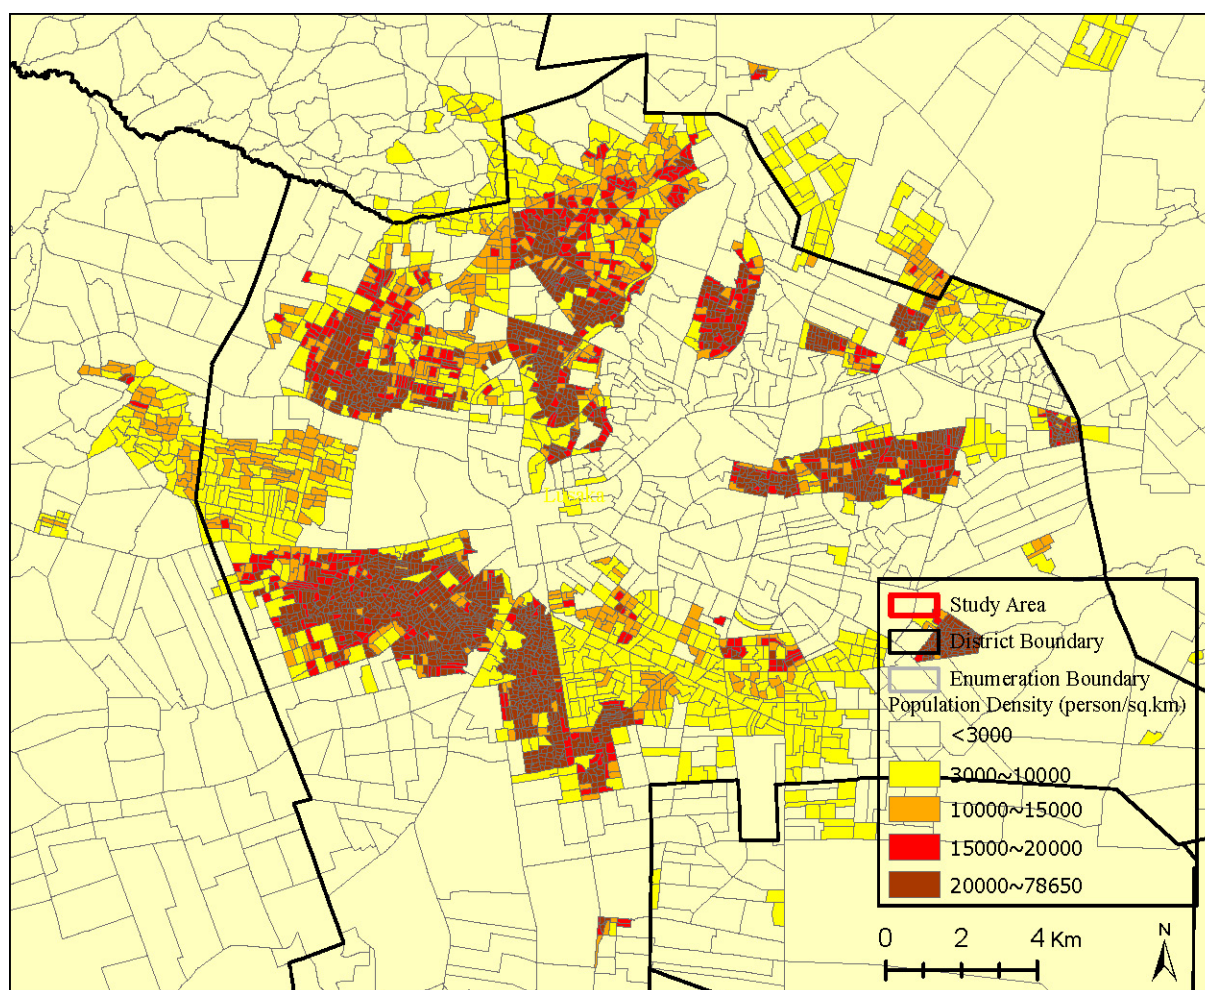 Lusaka
Study Area
District Boundary
Enumeration Boundary
Population Density (person/sq.km)
<3000
3000~10000
10000~15000
15000~20000
20000~78650
0 2 4 Km
N